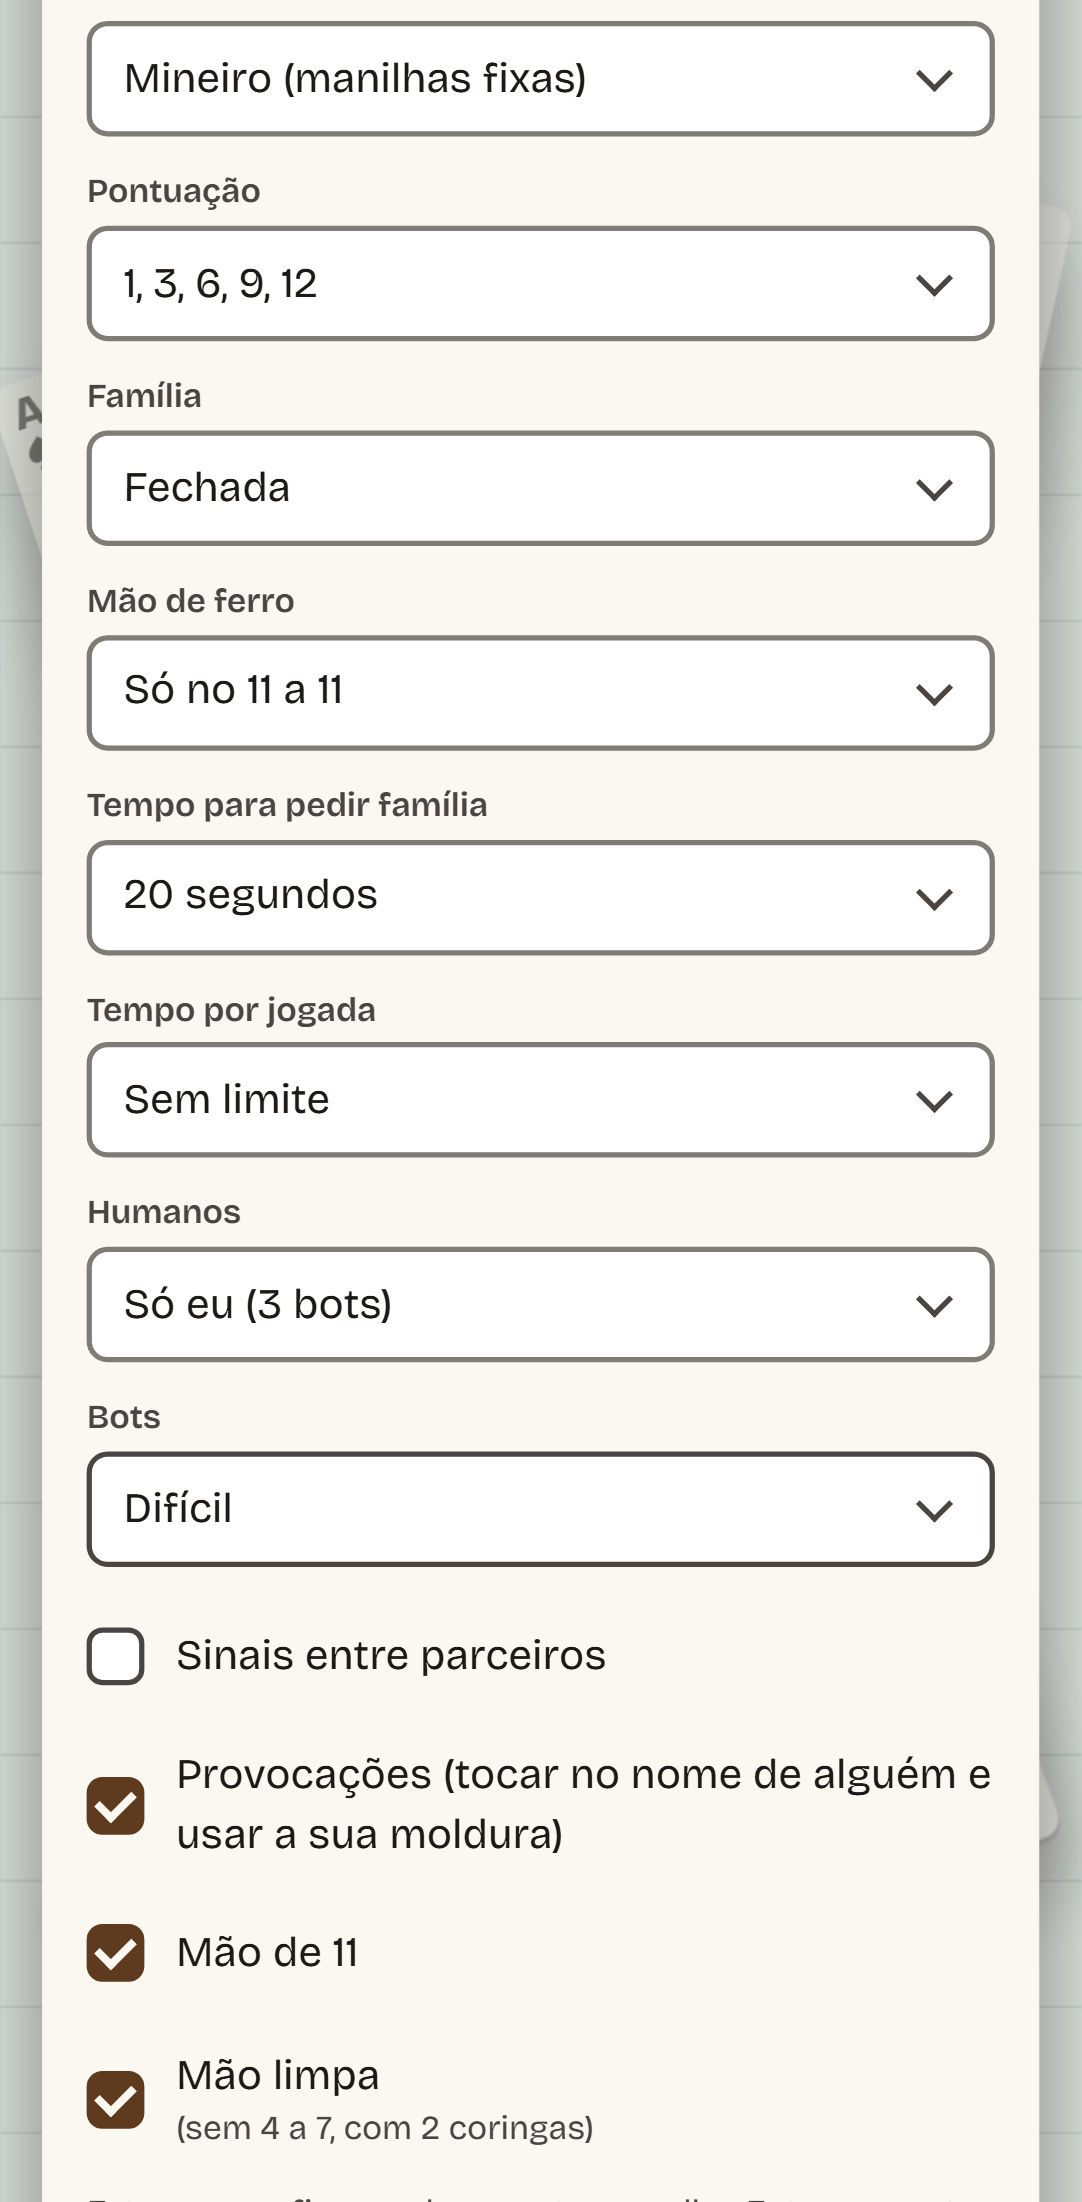 Mineiro (manilhas fixas)
Pontuação
1, 3, 6, 9, 12
Família
Fechada
A
Mão de ferro
Só no 11 a 11
Tempo para pedir família
20 segundos
Tempo por jogada
Sem limite
Humanos
Só eu (3 bots)
Bots
Difícil
Sinais entre parceiros
Provocações (tocar no nome de alguém e
usar a sua moldura)
Mão de 11
Mão limpa
(sem 4 a 7, com 2 coringas)